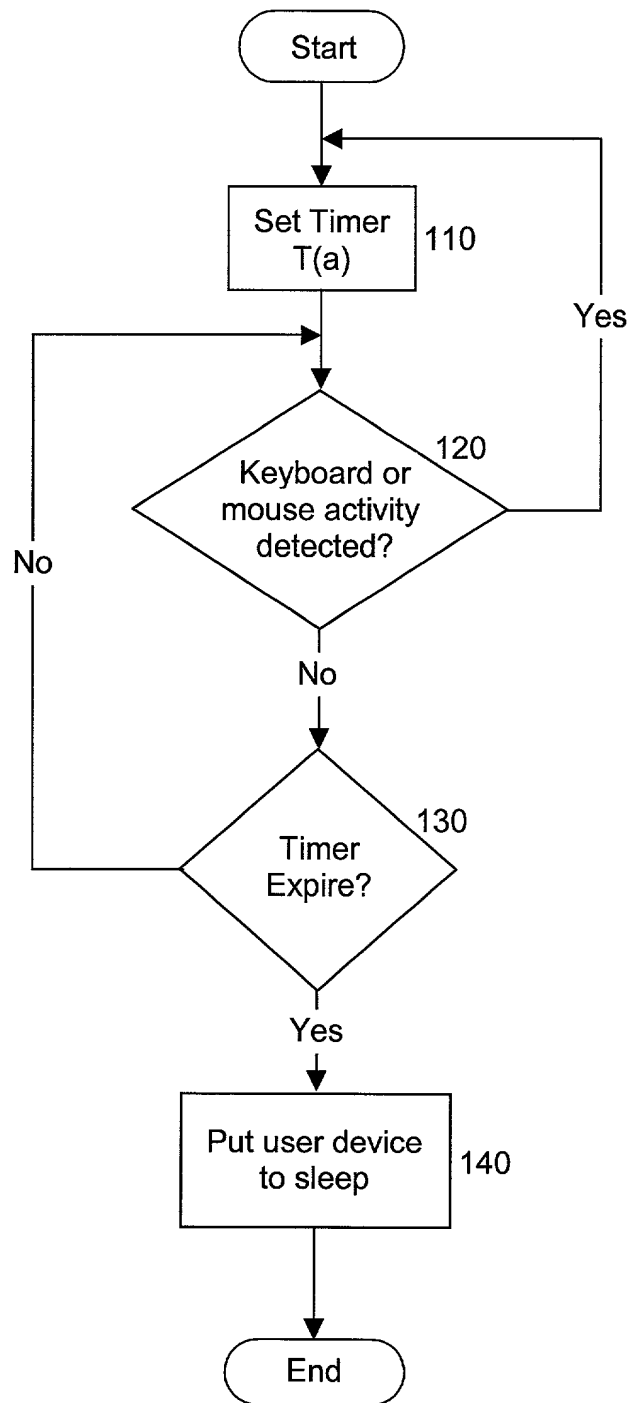 Start
Set Timer
T(a)
110
Yes
120
Keyboard or
mouse activity
detected?
No
No
130
Timer
Expire?
Yes
Put user device
to sleep
140
End